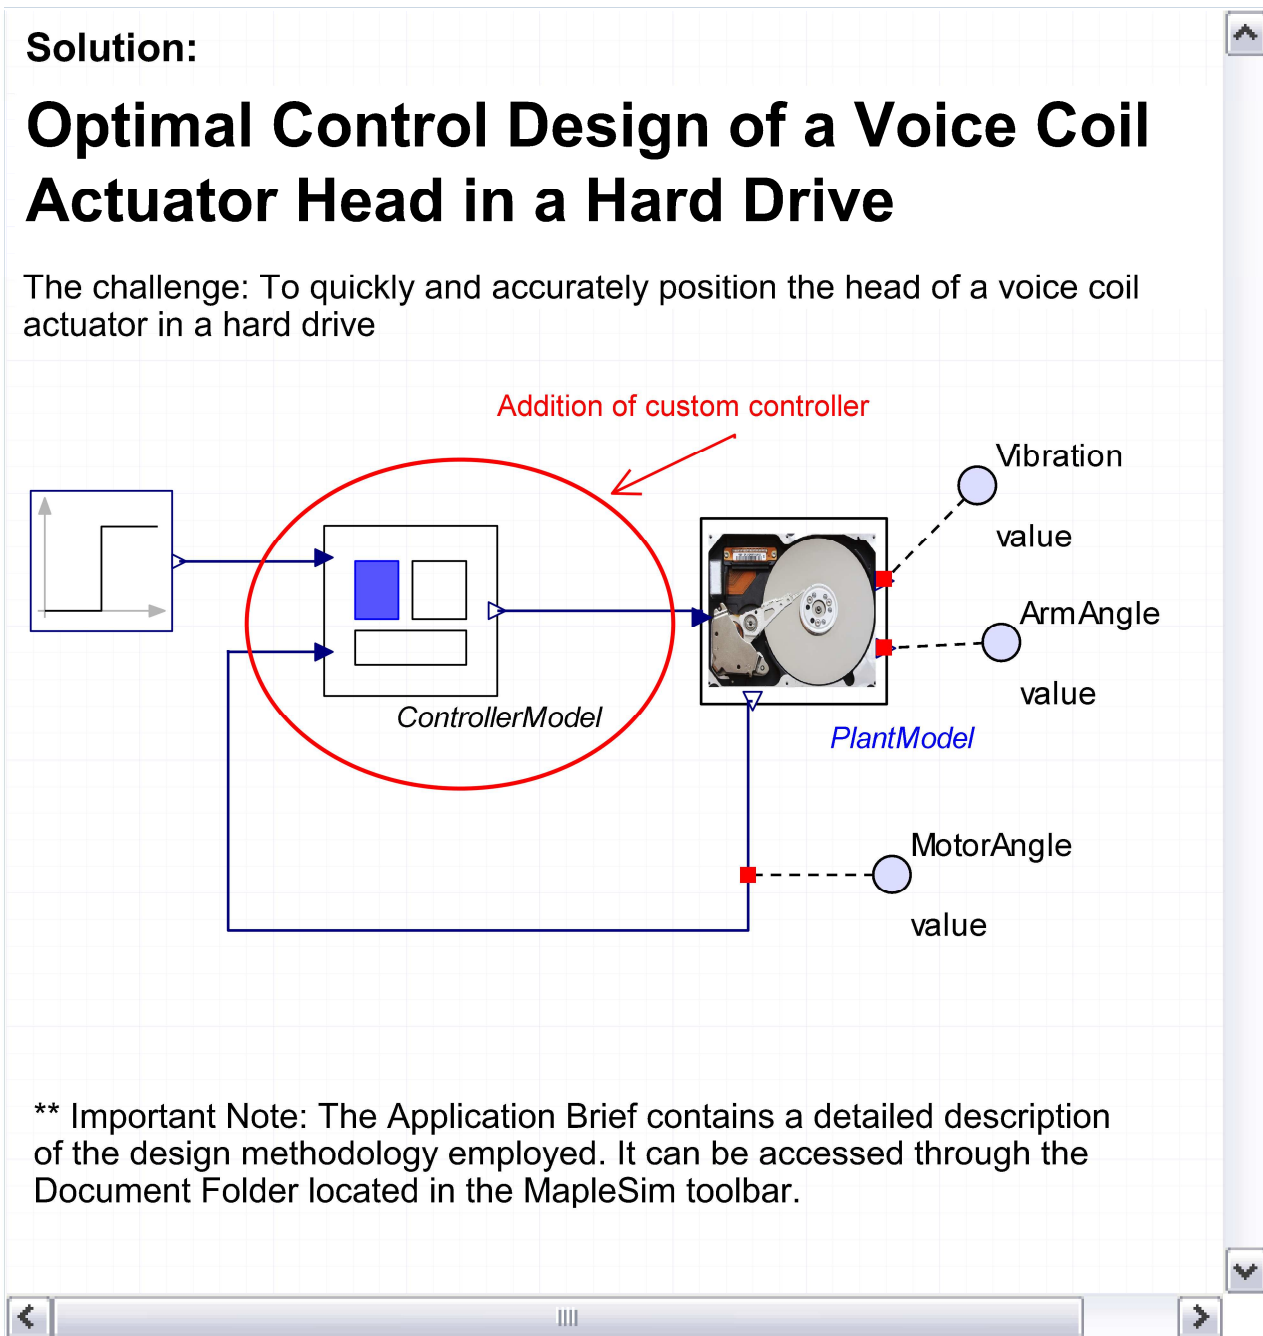 Solution:
Optimal Control Design of a Voice Coil
Actuator Head in a Hard Drive
The challenge: To quickly and accurately position the head of a voice coil
actuator in a hard drive
Addition of custom controller
Vibration
value
ArmAngle
value
ControllerModel
PlantModel
MotorAngle
value
** Important Note: The Application Brief contains a detailed description
of the design methodology employed. It can be accessed through the
Document Folder located in the MapleSim toolbar.